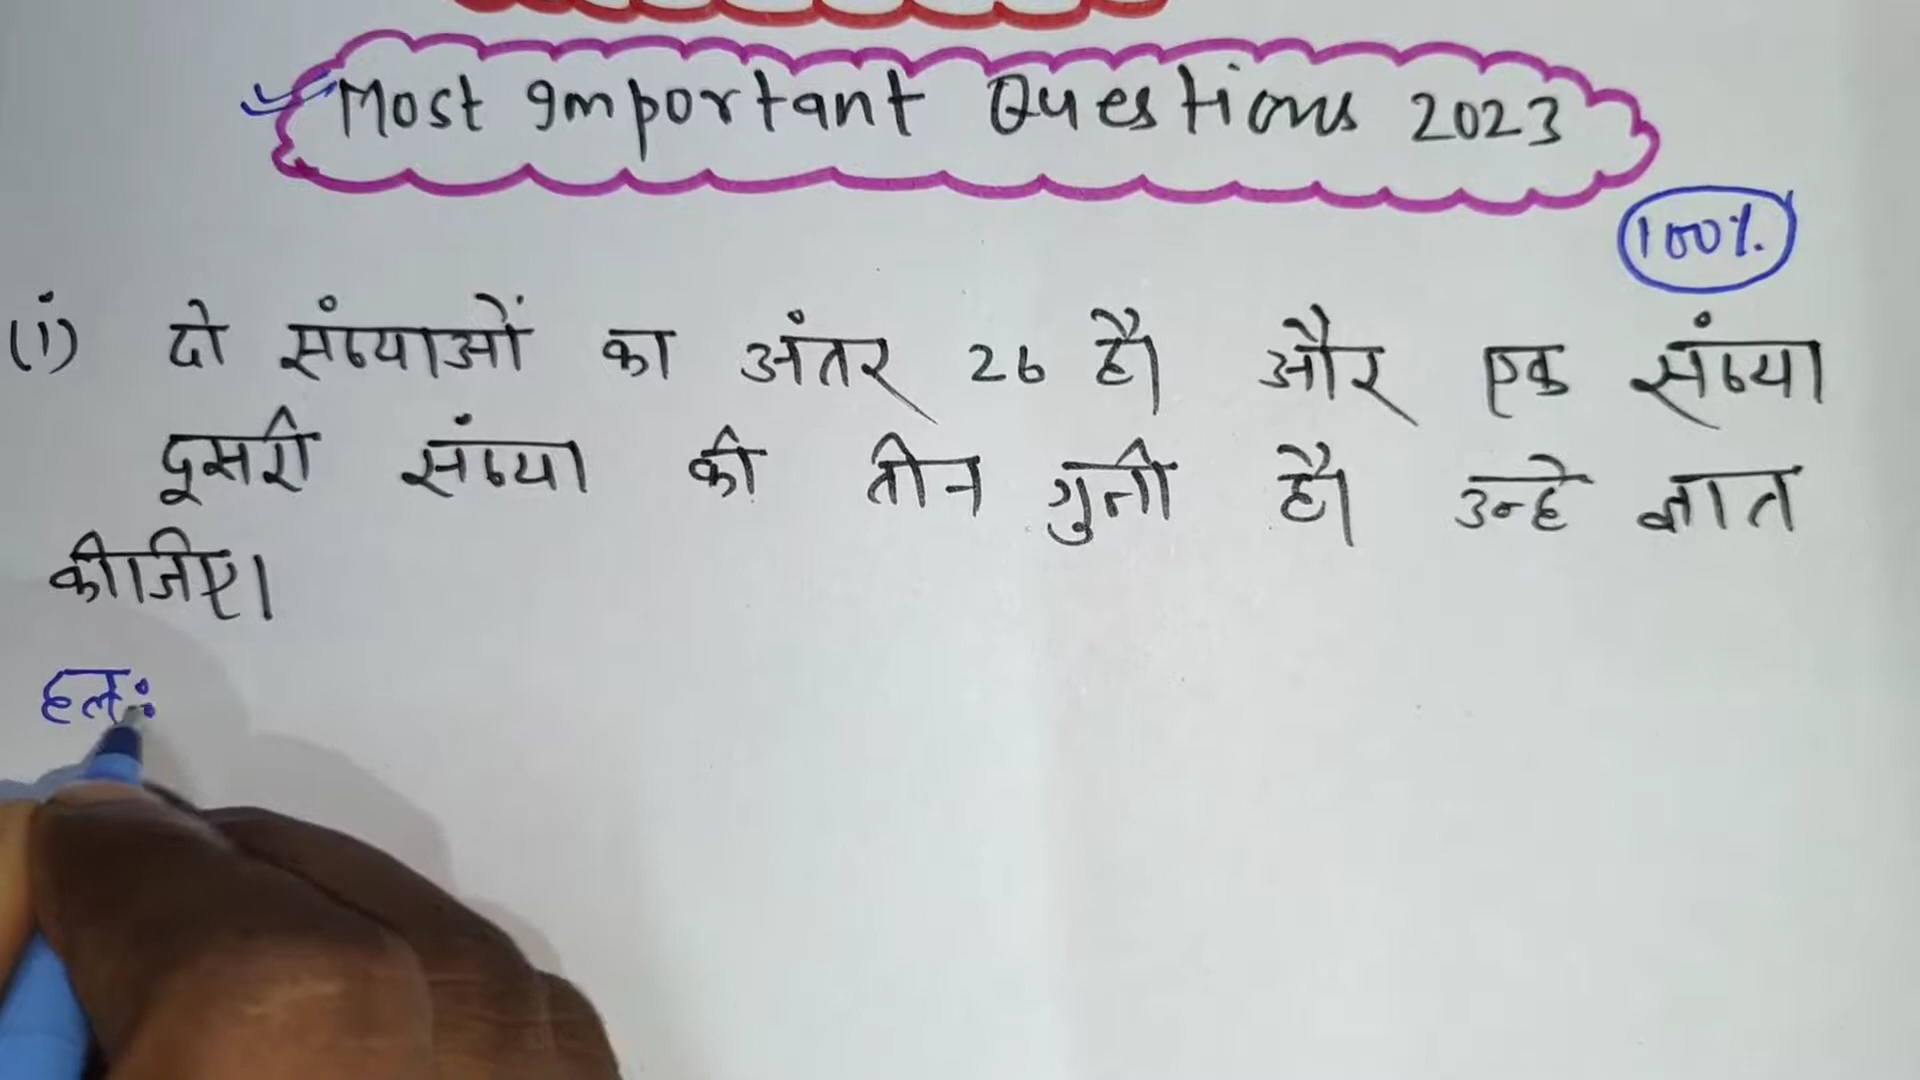 Most Important Questions 2023
100%
(i) दो संख्याओं का अंतर 26 है। और एक संख्या
दूसरी संख्या की तीन गुनी है। उन्हे ज्ञात
कीजिए।
हल: